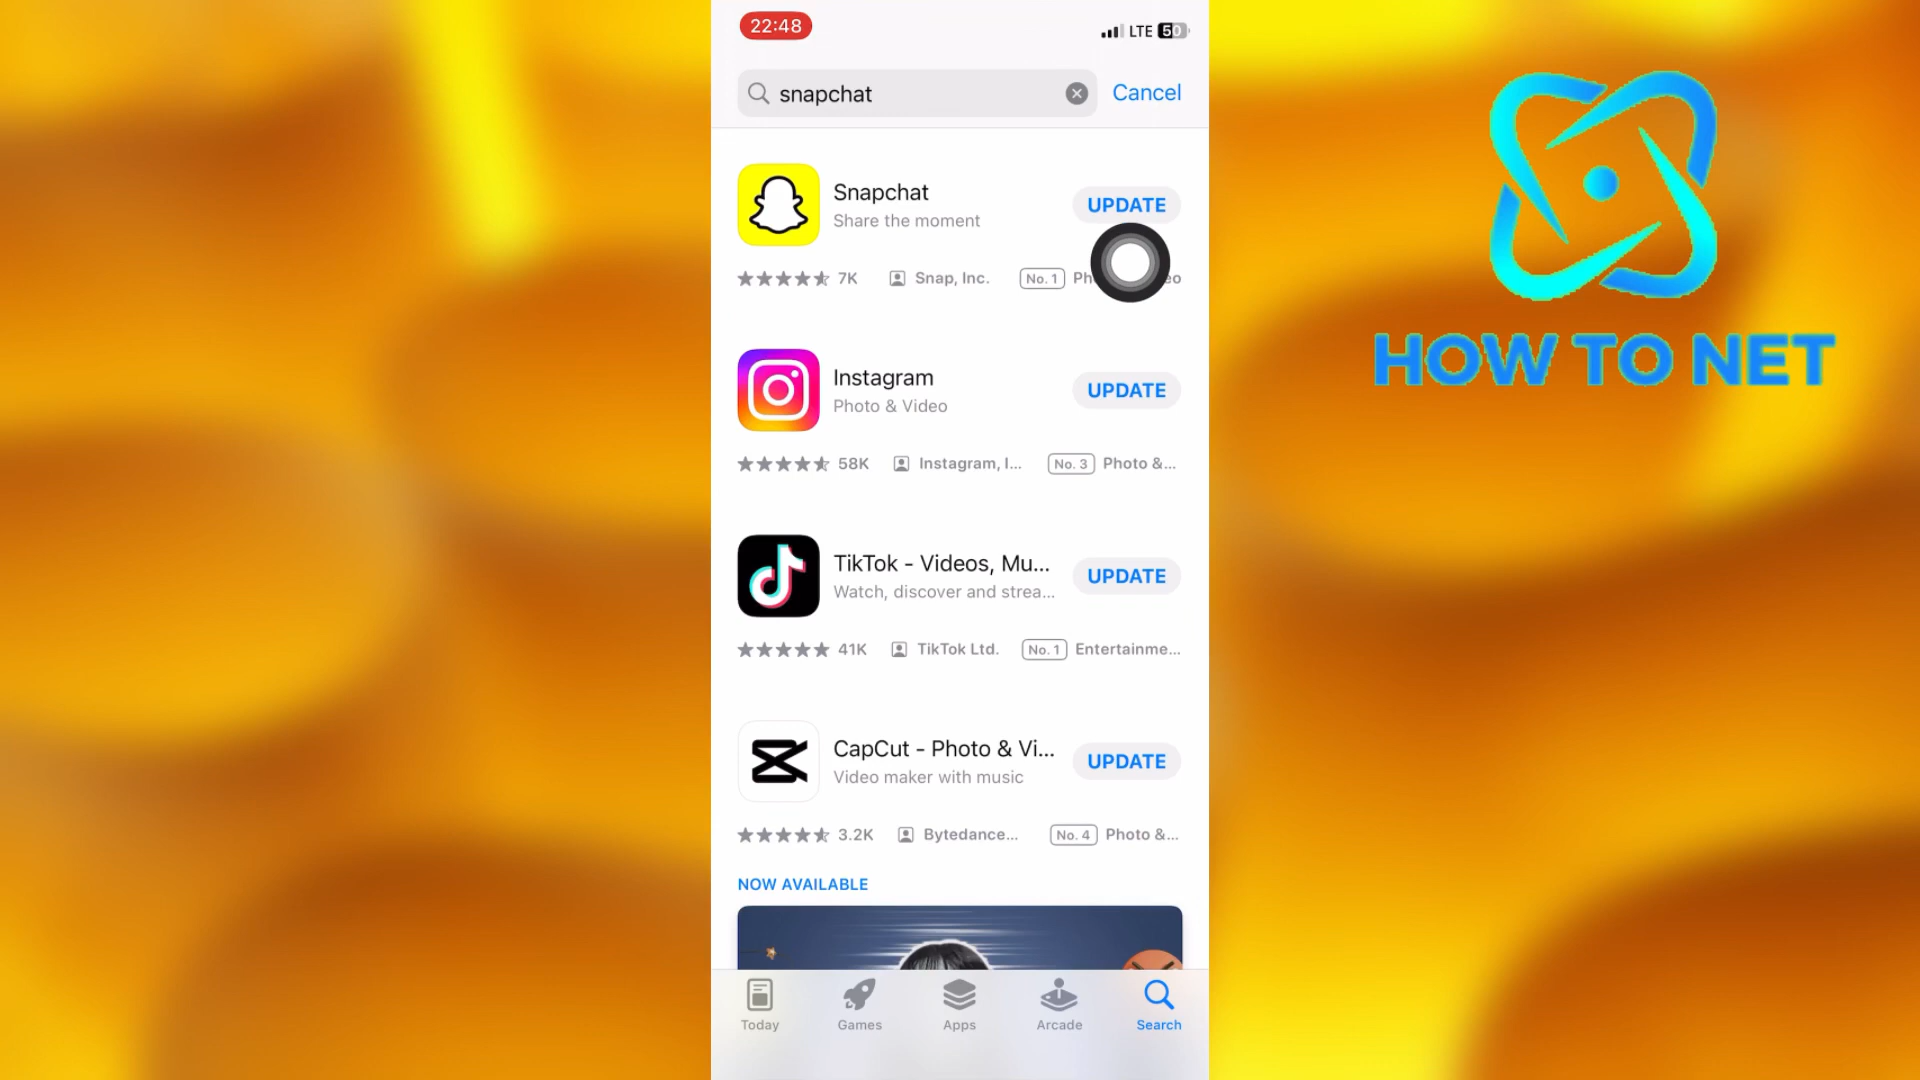 22:48
LTE 50
snapchat
Cancel
Snapchat
Share the moment
UPDATE
7K
Snap, Inc.
No. 1
HOW TO NET
Instagram
Photo & Video
UPDATE
58K
Instagram, I...
No. 3
Photo &...
TikTok - Videos, Mu...
Watch, discover and strea...
UPDATE
41K
TikTok Ltd.
No. 1
Entertainme...
CapCut - Photo & Vi...
Video maker with music
UPDATE
3.2K
Bytedance...
No. 4
Photo &...
NOW AVAILABLE
Today
Games
Apps
Arcade
Search